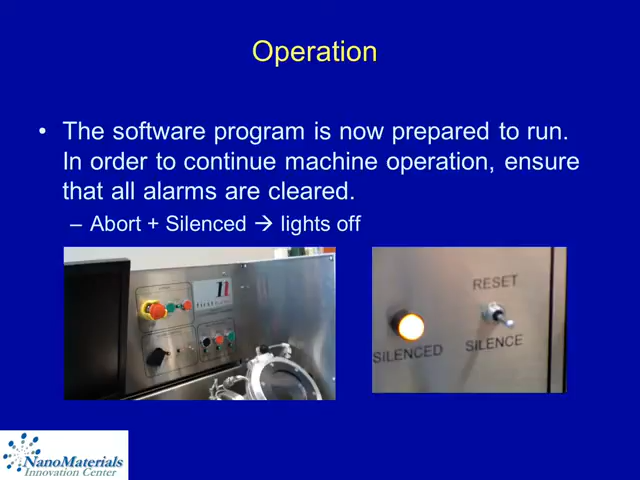 Operation
• The software program is now prepared to run.
In order to continue machine operation, ensure
that all alarms are cleared.
– Abort + Silenced → lights off
RESET
SILENCED
SILENCE
NanoMaterials
Innovation Center